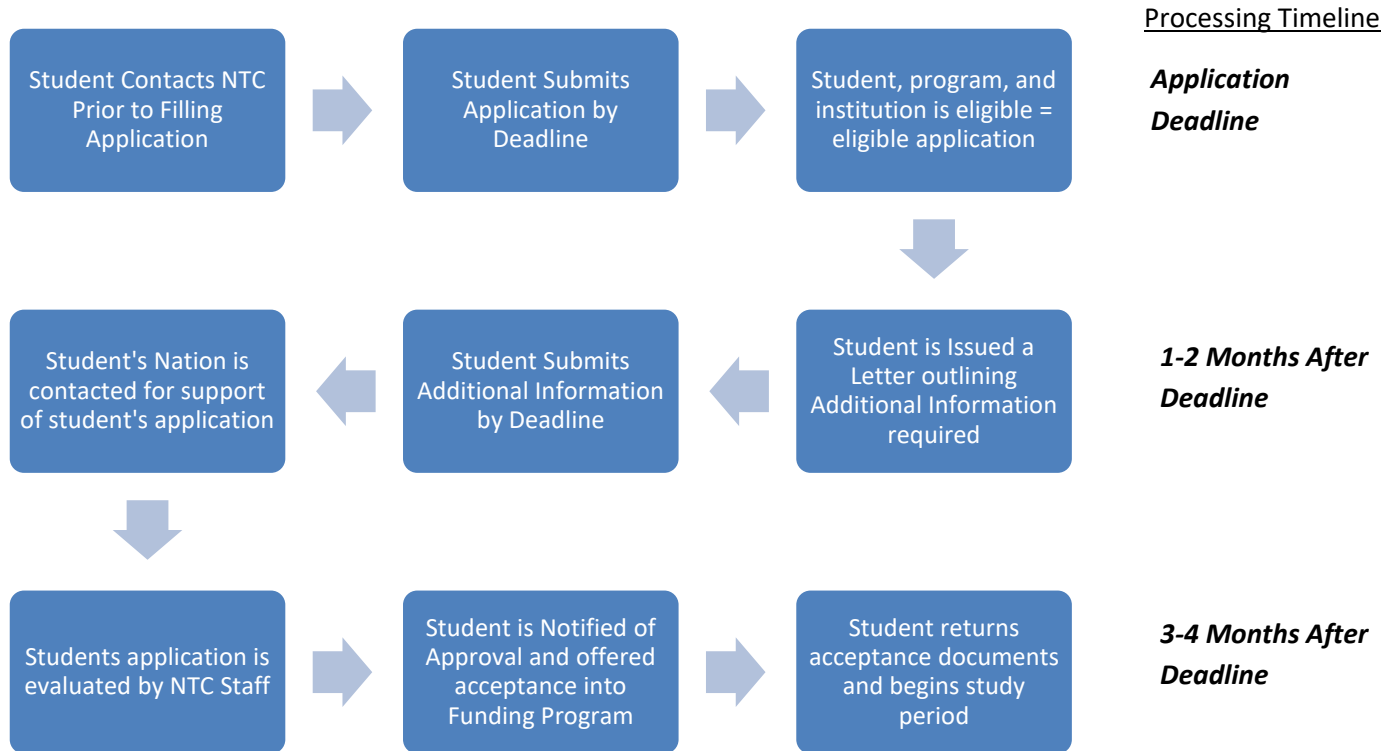 Processing Timeline
Student Contacts NTC
Prior to Filling
Application
Student Submits
Application by
Deadline
Student, program, and
institution is eligible =
eligible application
Application
Deadline
Student is Issued a
Letter outlining
Additional Information
required
Student Submits
Additional Information
by Deadline
Student's Nation is
contacted for support
of student's application
1-2 Months After
Deadline
Students application is
evaluated by NTC Staff
Student is Notified of
Approval and offered
acceptance into
Funding Program
Student returns
acceptance documents
and begins study
period
3-4 Months After
Deadline